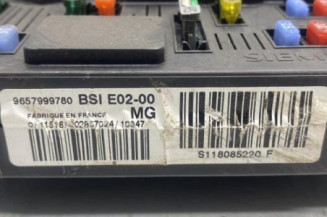 9657999780 BSI E02-00
FABRIQUE EN FRANCE MG
S118085220 F